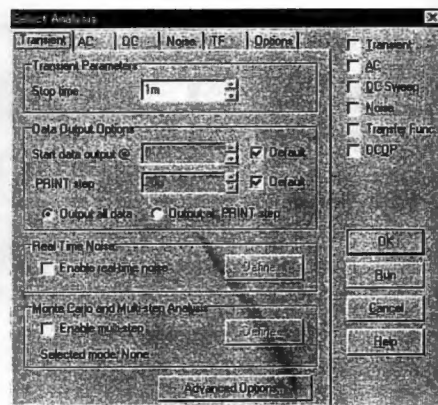 Select Analysis
Transient AC DC Noise TF Options
Transient Parameters
Stop time 1m
Data Output Options
Start data output @ Default
PRINT step Default
Output all data Output at .PRINT step
Real Time Noise
Enable real-time noise Define...
Monte Carlo and Multi-step Analysis
Enable multi-step Define...
Selected mode: None
Advanced Options...
Transient
AC
DC Sweep
Noise
Transfer Func
DCOP
OK
Run
Cancel
Help